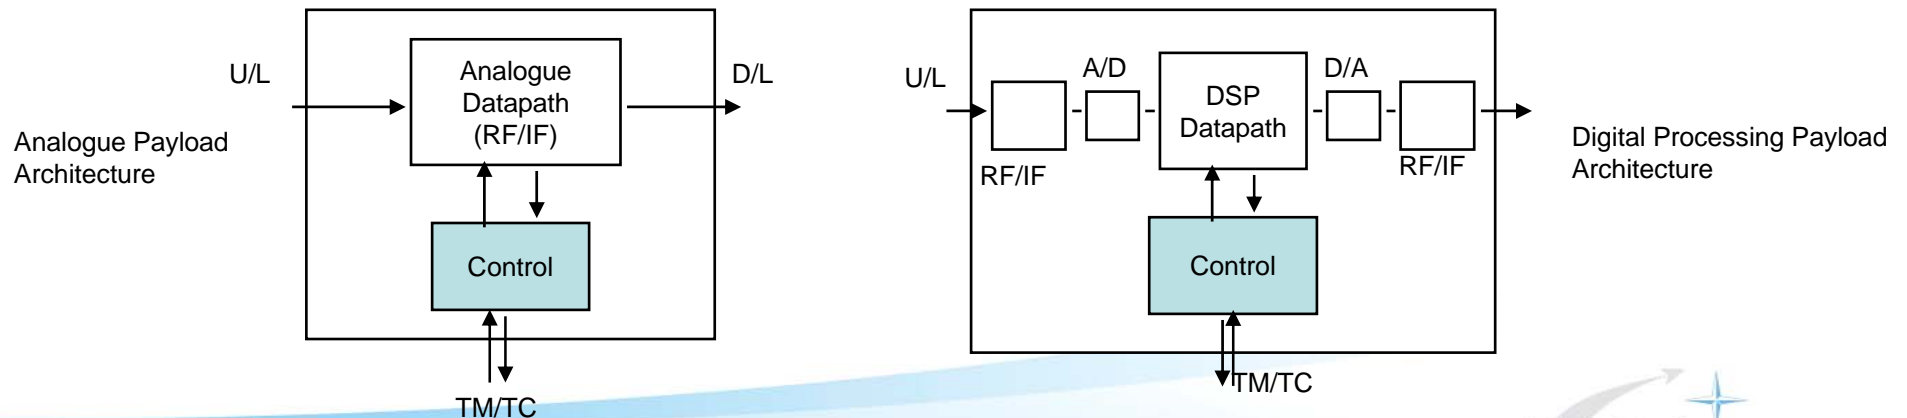 Analogue Payload
Architecture
U/L
Analogue
Datapath
(RF/IF)
D/L
Control
TM/TC
U/L
RF/IF
A/D
DSP
Datapath
D/A
RF/IF
Control
TM/TC
Digital Processing Payload
Architecture